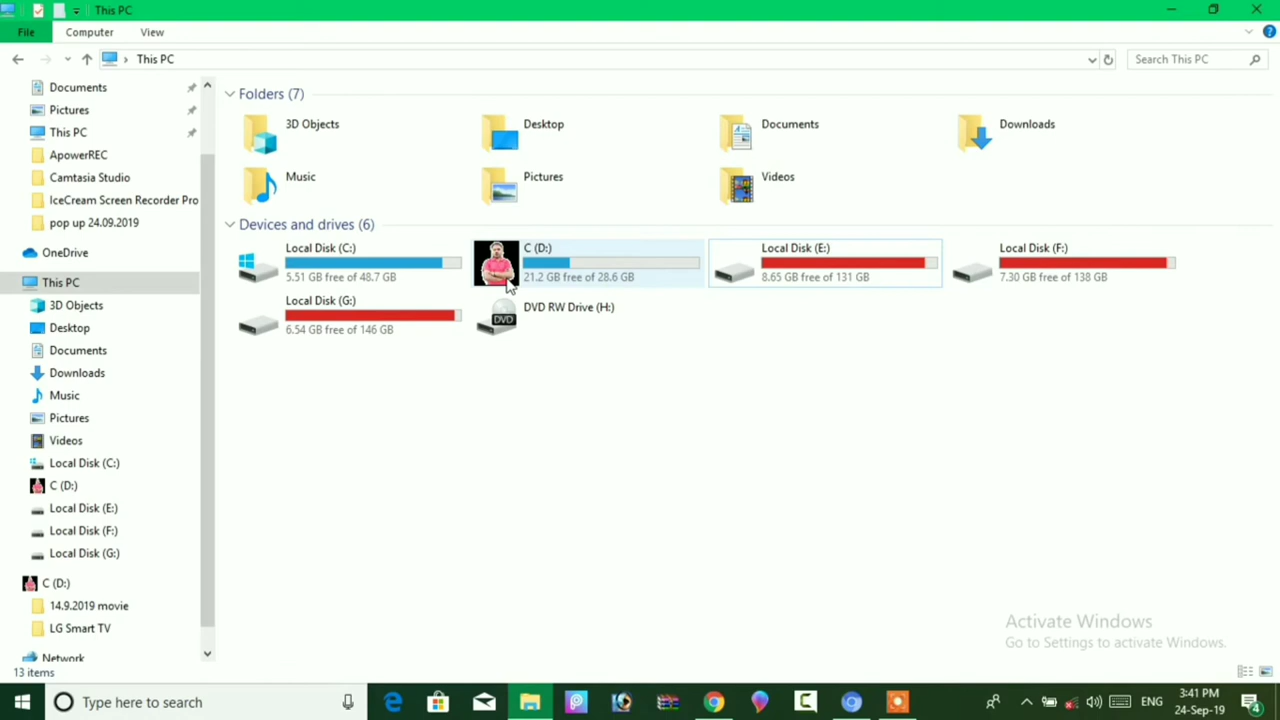 This PC
File
Computer
View
This PC
Search This PC
Documents
Pictures
This PC
ApowerREC
Camtasia Studio
IceCream Screen Recorder Pro
pop up 24.09.2019
OneDrive
This PC
3D Objects
Desktop
Documents
Downloads
Music
Pictures
Videos
Local Disk (C:)
C (D:)
Local Disk (E:)
Local Disk (F:)
Local Disk (G:)
C (D:)
14.9.2019 movie
LG Smart TV
Network
13 items
Folders (7)
3D Objects
Desktop
Documents
Downloads
Music
Pictures
Videos
Devices and drives (6)
Local Disk (C:)
5.51 GB free of 48.7 GB
C (D:)
21.2 GB free of 28.6 GB
Local Disk (E:)
8.65 GB free of 131 GB
Local Disk (F:)
7.30 GB free of 138 GB
Local Disk (G:)
6.54 GB free of 146 GB
DVD RW Drive (H:)
DVD
Activate Windows
Go to Settings to activate Windows.
Type here to search
ENG
3:41 PM
24-Sep-19
4